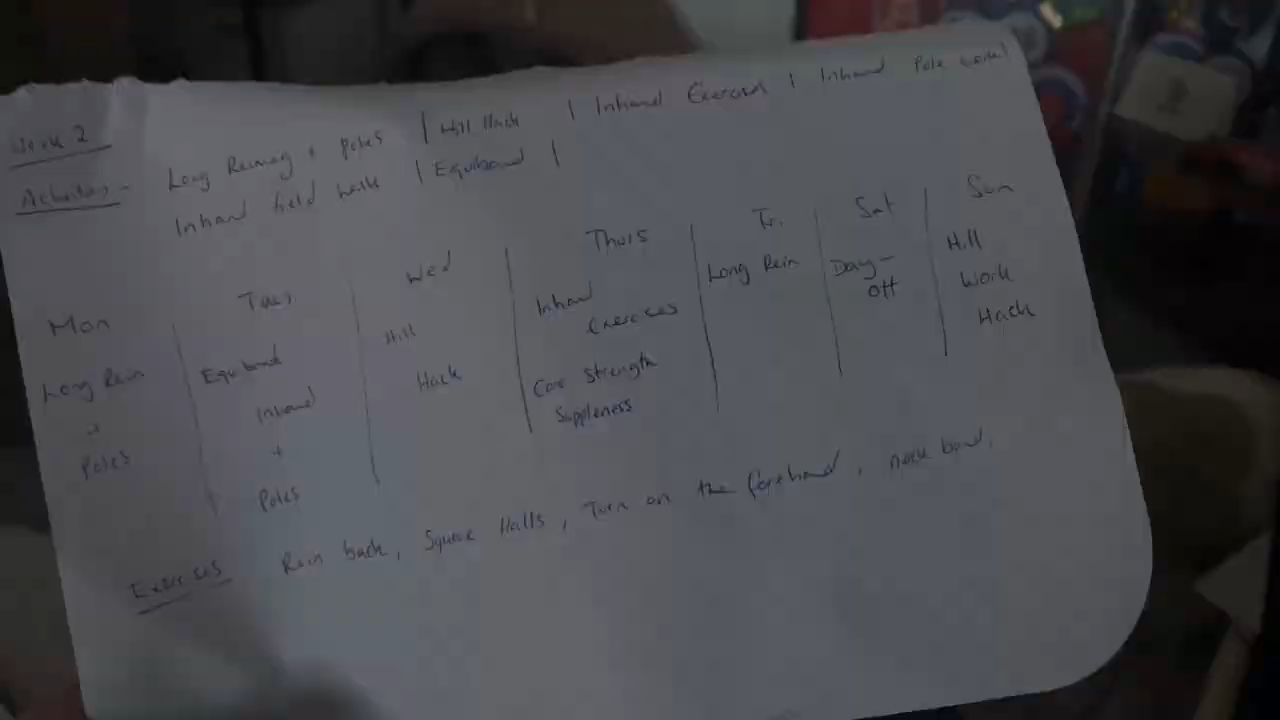 Week 2
Activities - Long Reining + Poles | Hill Hack | Inhand Exercises | Inhand Pole work |
Inhand field walk | Equiband |
Mon Tues Wed Thurs Fri. Sat Sun
Long Rein
+
Poles
Equiband
Inhand
+
Poles
Hill
Hack
Inhand
Exercises
Core Strength
Suppleness
Long Rein
Day-
off
Hill
Work
Hack
Exercises Rein back, Square Halts, Turn on the forehand, neck bend.